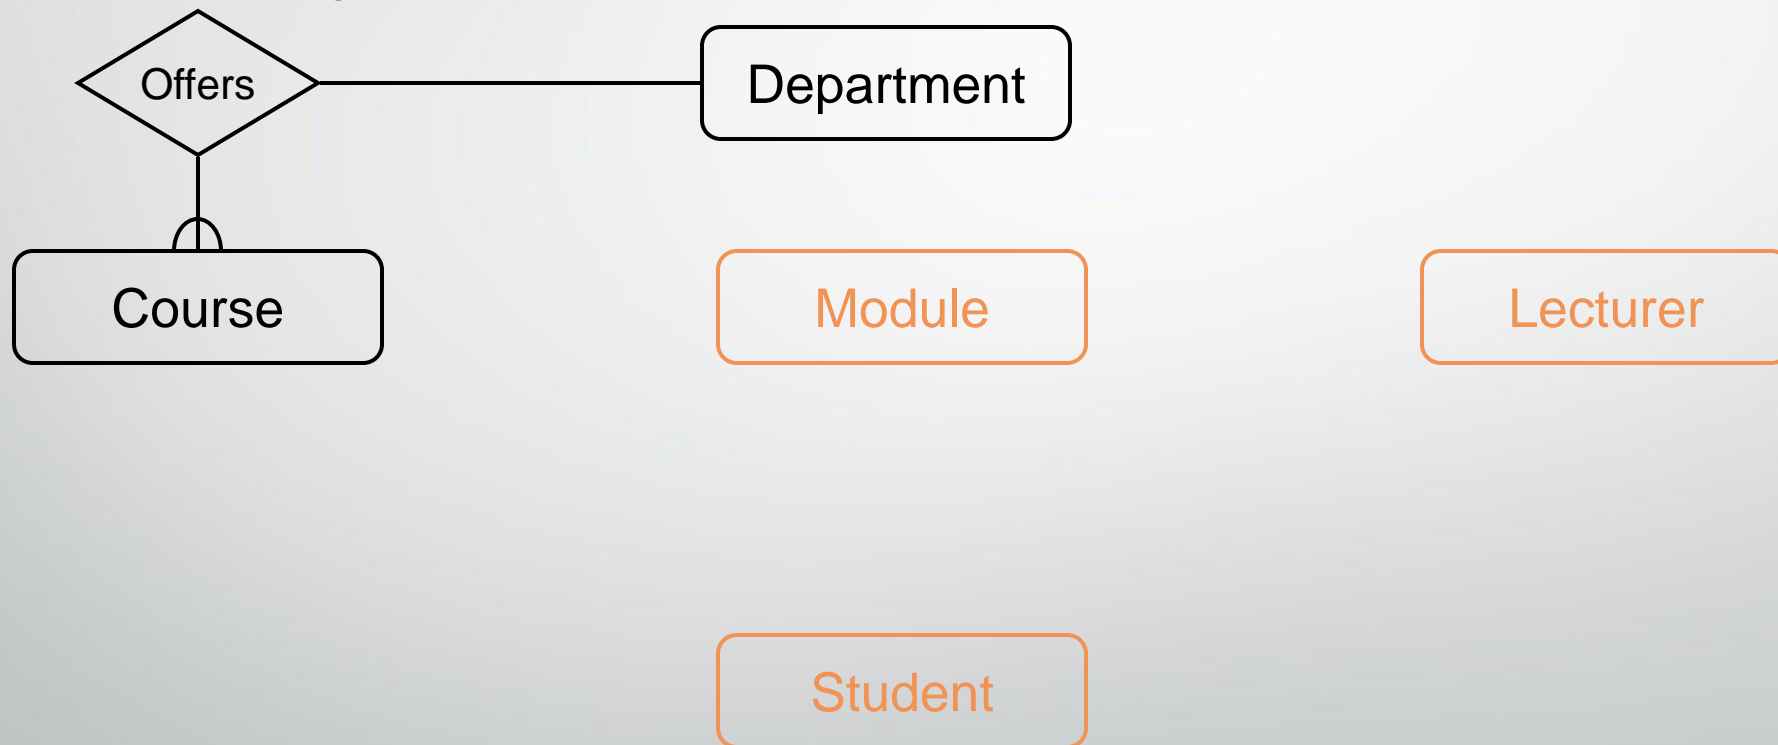 Offers
Department
Course
Module
Lecturer
Student